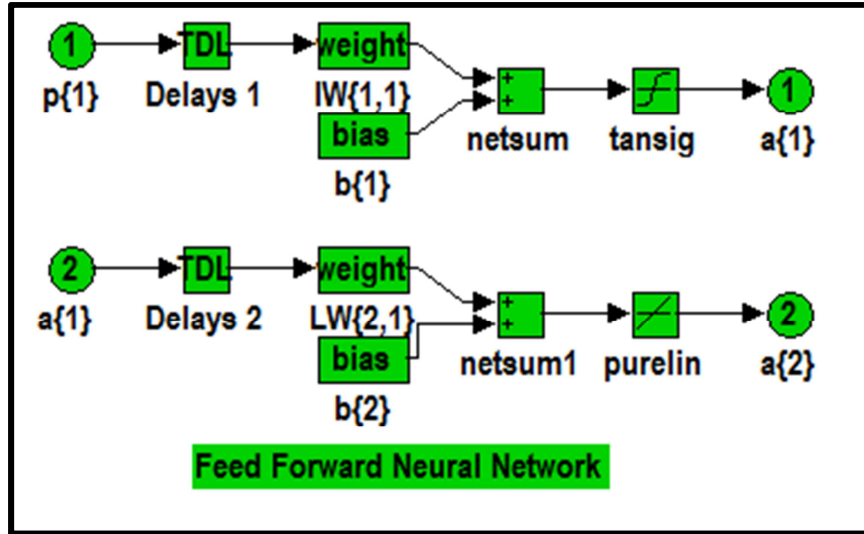 1 TDL weight
p{1} Delays 1 IW{1,1} + + 1
bias netsum tansig a{1}
b{1}
2 TDL weight
a{1} Delays 2 LW{2,1} + + 2
bias netsum1 purelin a{2}
b{2}
Feed Forward Neural Network